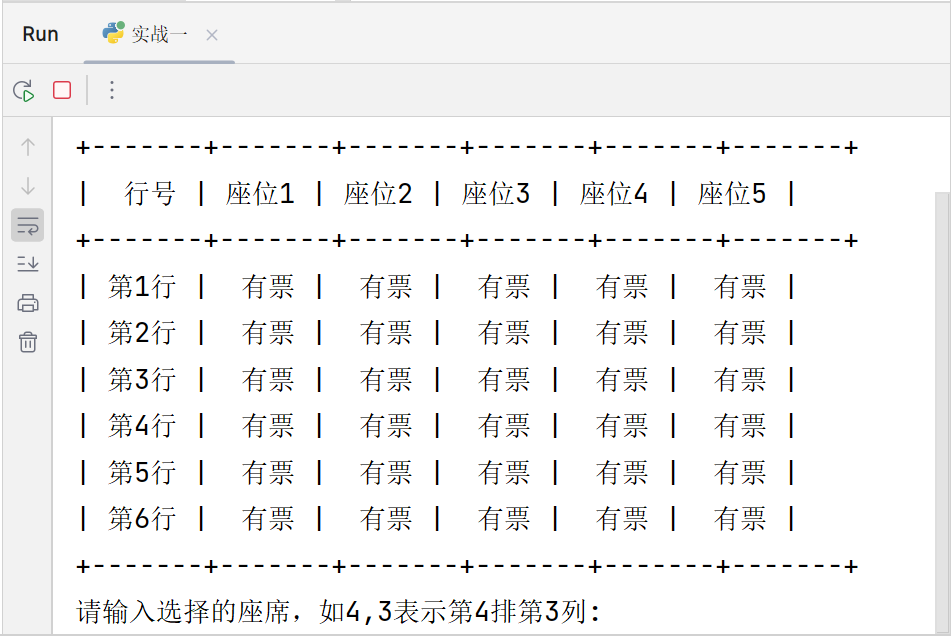 Run 实战一 ×
+-------+-------+-------+-------+-------+-------+
|  行号 | 座位1 | 座位2 | 座位3 | 座位4 | 座位5 |
+-------+-------+-------+-------+-------+-------+
| 第1行 |  有票 |  有票 |  有票 |  有票 |  有票 |
| 第2行 |  有票 |  有票 |  有票 |  有票 |  有票 |
| 第3行 |  有票 |  有票 |  有票 |  有票 |  有票 |
| 第4行 |  有票 |  有票 |  有票 |  有票 |  有票 |
| 第5行 |  有票 |  有票 |  有票 |  有票 |  有票 |
| 第6行 |  有票 |  有票 |  有票 |  有票 |  有票 |
+-------+-------+-------+-------+-------+-------+
请输入选择的座席，如4,3表示第4排第3列: